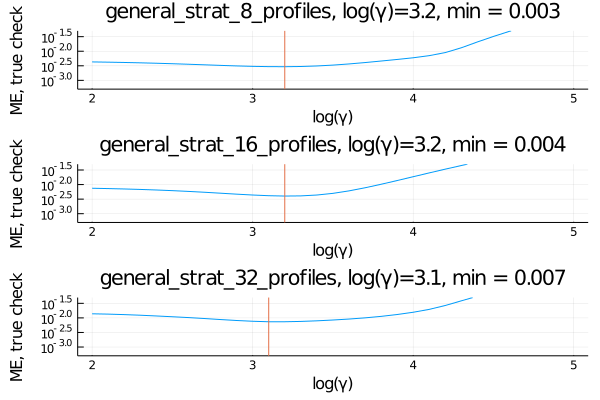 general_strat_8_profiles, log(γ)=3.2, min = 0.003
ME, true check
10^-1.5
10^-2.0
10^-2.5
10^-3.0
2 3 4 5
log(γ)
general_strat_16_profiles, log(γ)=3.2, min = 0.004
ME, true check
10^-1.5
10^-2.0
10^-2.5
10^-3.0
2 3 4 5
log(γ)
general_strat_32_profiles, log(γ)=3.1, min = 0.007
ME, true check
10^-1.5
10^-2.0
10^-2.5
10^-3.0
2 3 4 5
log(γ)